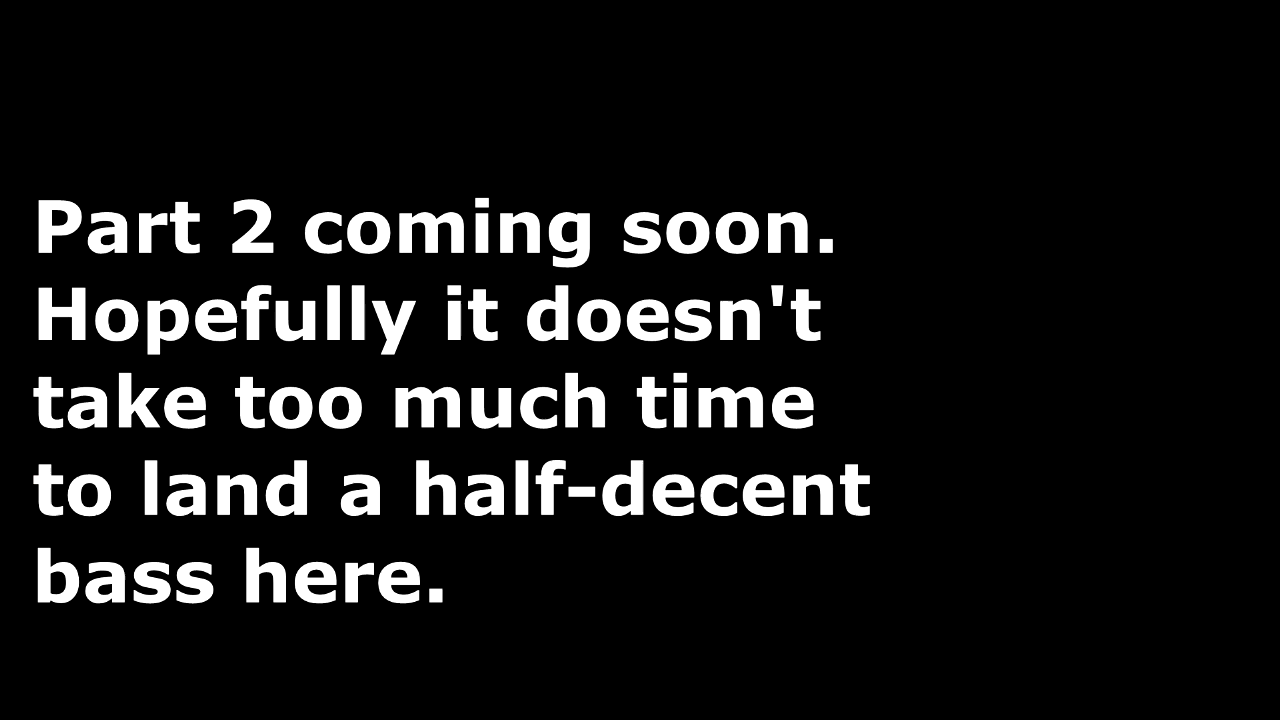 Part 2 coming soon.
Hopefully it doesn't
take too much time
to land a half-decent
bass here.